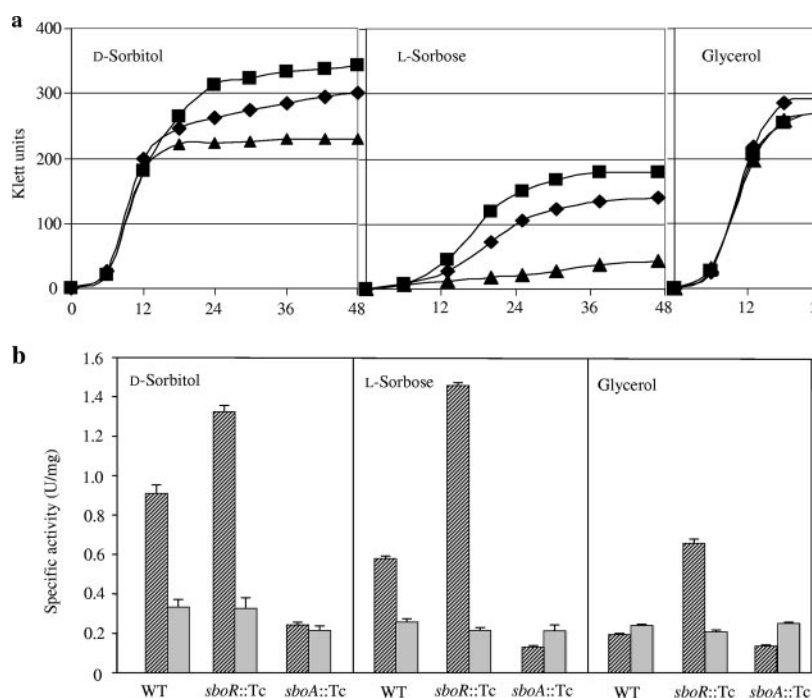 a
400
300
200
100
0
Klett units
D-Sorbitol
L-Sorbose
Glycerol
0 12 24 36 48
12 24 36 48
12
b
1.6
1.4
1.2
1.0
0.8
0.6
0.4
0.2
0
Specific activity (U/mg)
D-Sorbitol
L-Sorbose
Glycerol
WT sboR::Tc sboA::Tc
WT sboR::Tc sboA::Tc
WT sboR::Tc sboA::Tc